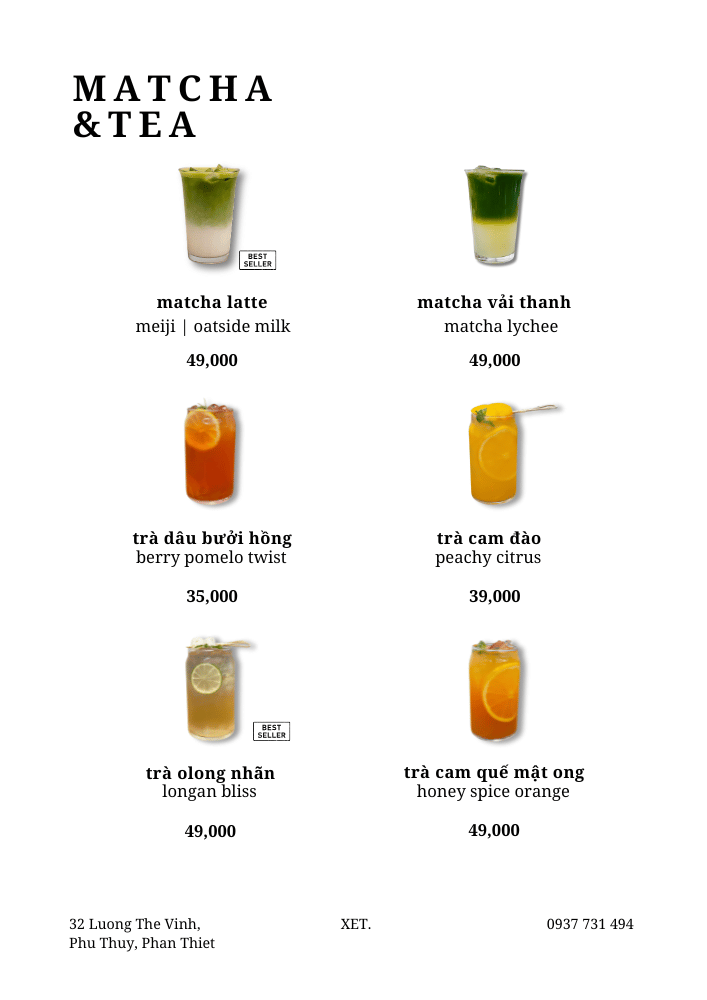 MATCHA
&TEA
BEST
SELLER
matcha latte
meiji | oatside milk
49,000
matcha vải thanh
matcha lychee
49,000
trà dâu bưởi hồng
berry pomelo twist
35,000
trà cam đào
peachy citrus
39,000
BEST
SELLER
trà olong nhãn
longan bliss
49,000
trà cam quế mật ong
honey spice orange
49,000
32 Luong The Vinh,
Phu Thuy, Phan Thiet
XET.
0937 731 494